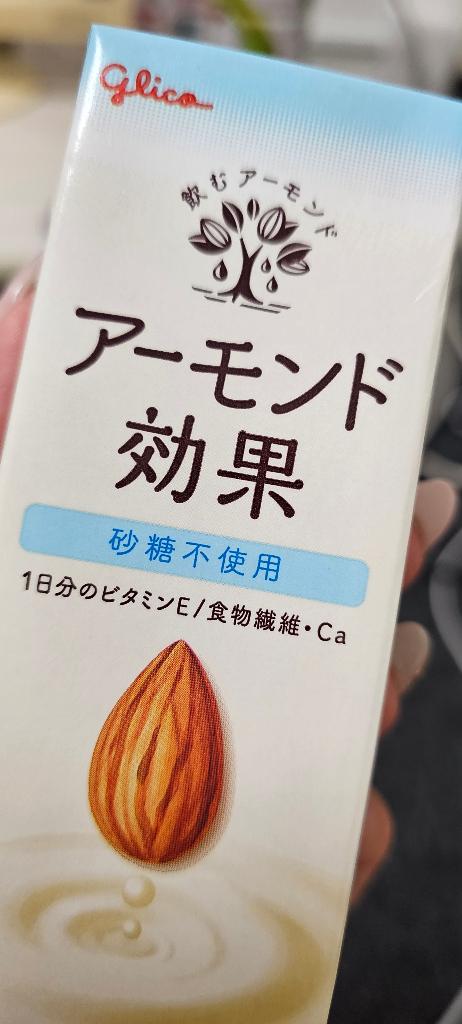 Glico
飲むアーモンド
アーモンド
効果
砂糖不使用
1日分のビタミンE/食物繊維・Ca